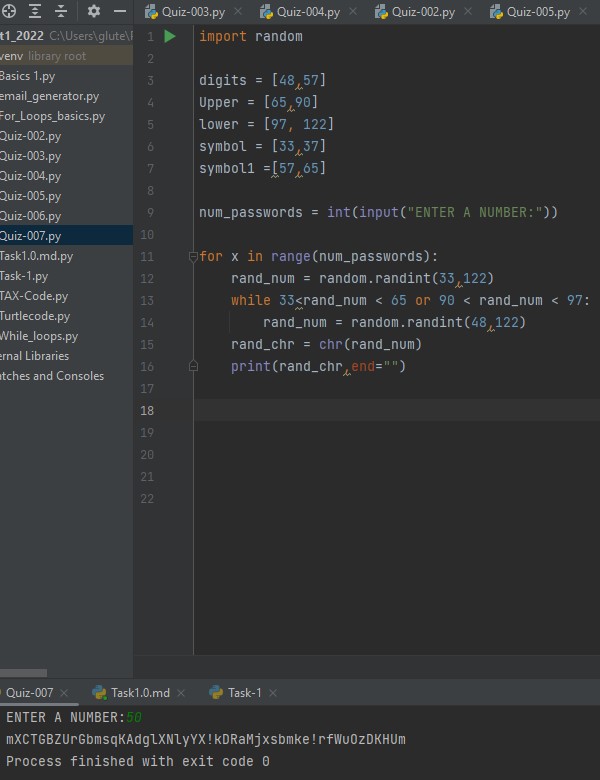 Quiz-003.py
Quiz-004.py
Quiz-002.py
Quiz-005.py
t1_2022 C:\Users\glute\
venv library root
Basics 1.py
email_generator.py
For_Loops_basics.py
Quiz-002.py
Quiz-003.py
Quiz-004.py
Quiz-005.py
Quiz-006.py
Quiz-007.py
Task1.0.md.py
Task-1.py
TAX-Code.py
Turtlecode.py
While_loops.py
ernal Libraries
atches and Consoles
1 import random
2
3 digits = [48,57]
4 Upper = [65,90]
5 lower = [97, 122]
6 symbol = [33,37]
7 symbol1 =[57,65]
8
9 num_passwords = int(input("ENTER A NUMBER:"))
10
11 for x in range(num_passwords):
12 rand_num = random.randint(33,122)
13 while 33<rand_num < 65 or 90 < rand_num < 97:
14 rand_num = random.randint(48,122)
15 rand_chr = chr(rand_num)
16 print(rand_chr,end="")
17
18
19
20
21
22
Quiz-007
Task1.0.md
Task-1
ENTER A NUMBER:50
mXCTGBZUrGbmsqKAdglXNlyYX!kDRaMjxsbmke!rfWuOzDKHUm
Process finished with exit code 0